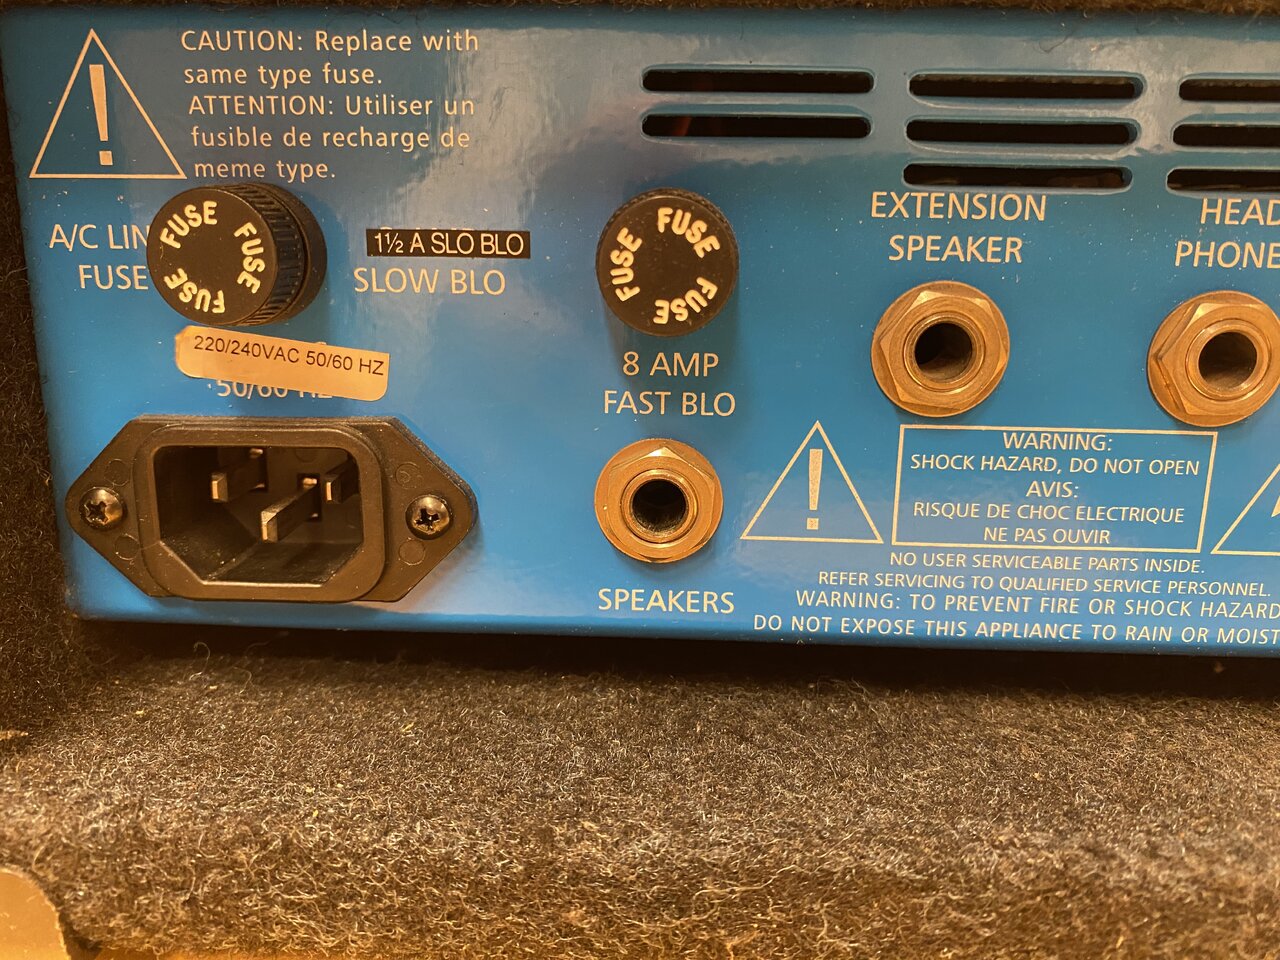 CAUTION: Replace with
same type fuse.
ATTENTION: Utiliser un
fusible de recharge de
meme type.
A/C LIN
FUSE
FUSE
FUSE
FUSE
1½ A SLO BLO
SLOW BLO
220/240VAC 50/60 HZ
50/60 HZ
FUSE
FUSE
FUSE
FUSE
8 AMP
FAST BLO
SPEAKERS
EXTENSION
SPEAKER
HEAD
PHONE
WARNING:
SHOCK HAZARD, DO NOT OPEN
AVIS:
RISQUE DE CHOC ELECTRIQUE
NE PAS OUVIR
NO USER SERVICEABLE PARTS INSIDE.
REFER SERVICING TO QUALIFIED SERVICE PERSONNEL.
WARNING: TO PREVENT FIRE OR SHOCK HAZARD
DO NOT EXPOSE THIS APPLIANCE TO RAIN OR MOIST